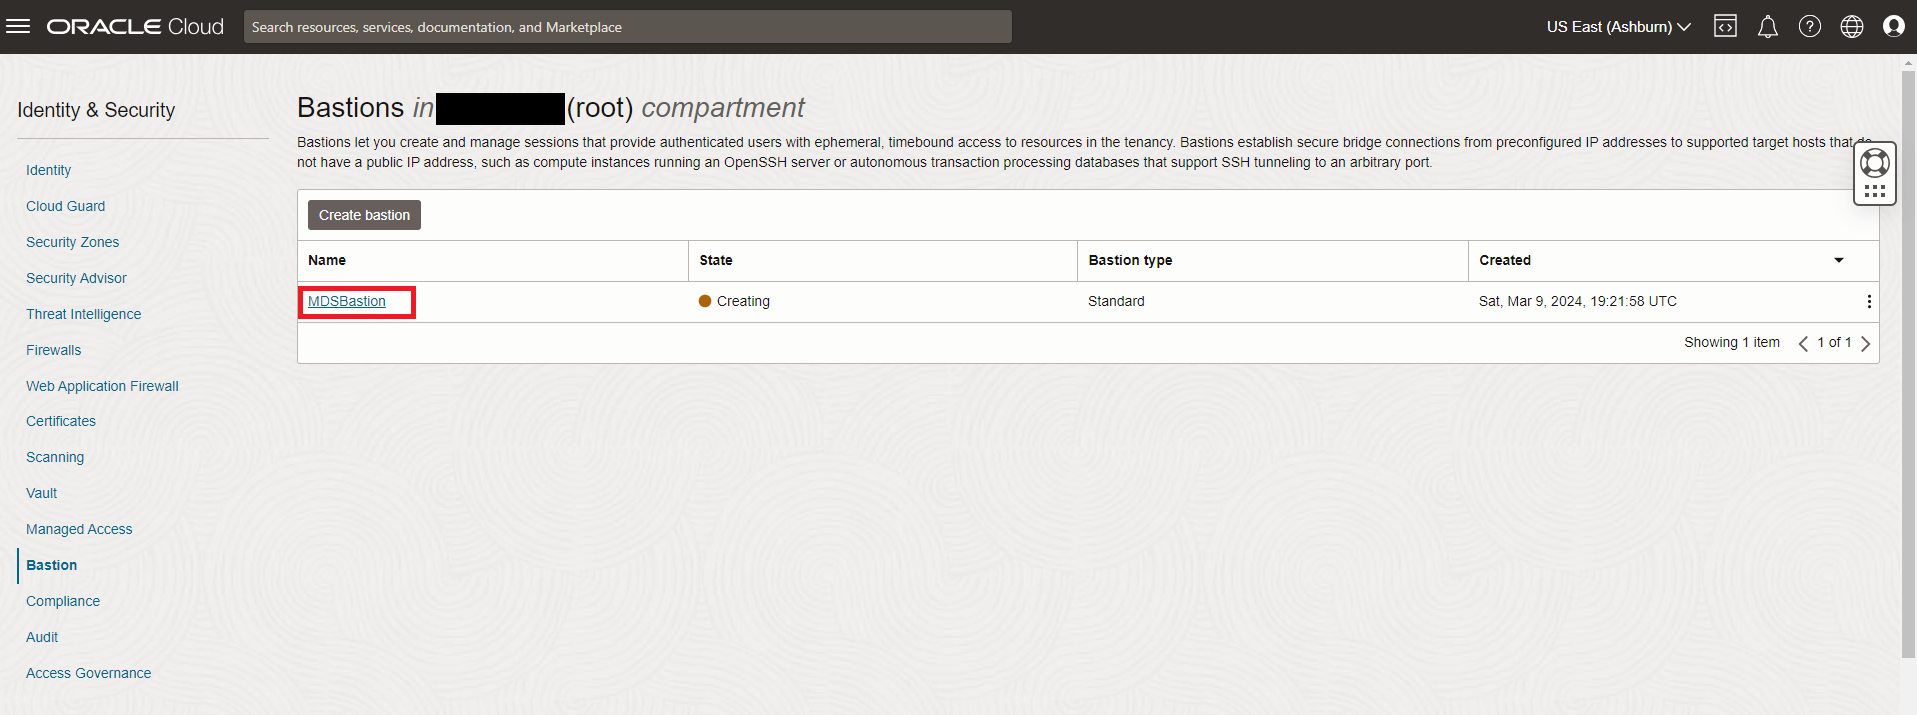 ORACLE Cloud
Search resources, services, documentation, and Marketplace
US East (Ashburn)
Identity & Security
Identity
Cloud Guard
Security Zones
Security Advisor
Threat Intelligence
Firewalls
Web Application Firewall
Certificates
Scanning
Vault
Managed Access
Bastion
Compliance
Audit
Access Governance
Bastions in (root) compartment
Bastions let you create and manage sessions that provide authenticated users with ephemeral, timebound access to resources in the tenancy. Bastions establish secure bridge connections from preconfigured IP addresses to supported target hosts that do
not have a public IP address, such as compute instances running an OpenSSH server or autonomous transaction processing databases that support SSH tunneling to an arbitrary port.
Create bastion
Name State Bastion type Created
MDSBastion Creating Standard Sat, Mar 9, 2024, 19:21:58 UTC
Showing 1 item 1 of 1